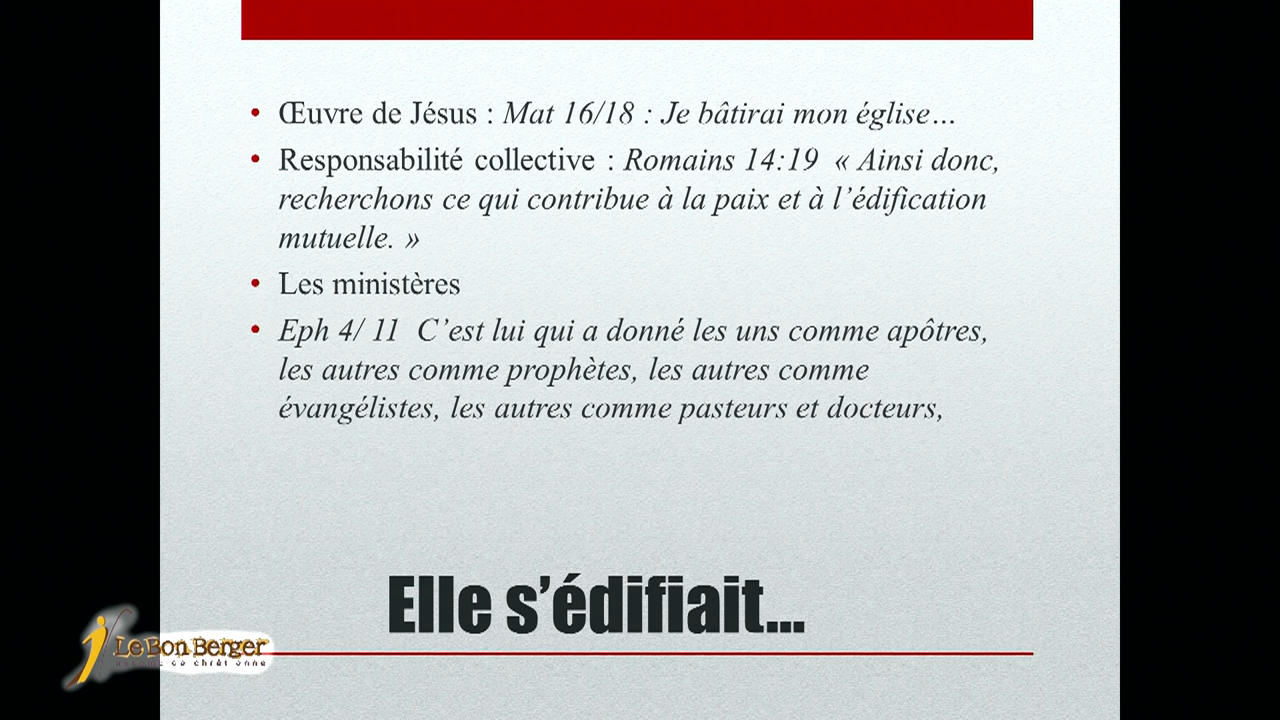 • Œuvre de Jésus : Mat 16/18 : Je bâtirai mon église…
• Responsabilité collective : Romains 14:19 « Ainsi donc,
recherchons ce qui contribue à la paix et à l’édification
mutuelle. »
• Les ministères
• Eph 4/ 11 C’est lui qui a donné les uns comme apôtres,
les autres comme prophètes, les autres comme
évangélistes, les autres comme pasteurs et docteurs,
Elle s’édifiait...
Le Bon Berger